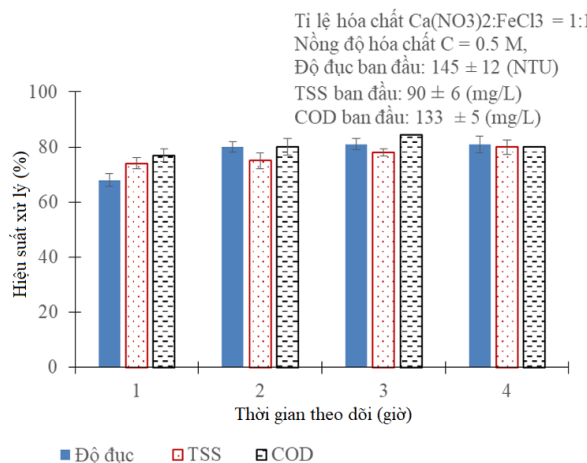 Tỉ lệ hóa chất Ca(NO3)2:FeCl3 = 1:1
Nồng độ hóa chất C = 0.5 M,
Độ đục ban đầu: 145 ± 12 (NTU)
TSS ban đầu: 90 ± 6 (mg/L)
COD ban đầu: 133 ± 5 (mg/L)
Hiệu suất xử lý (%)
100
80
60
40
20
0
1 2 3 4
Thời gian theo dõi (giờ)
Độ đục TSS COD